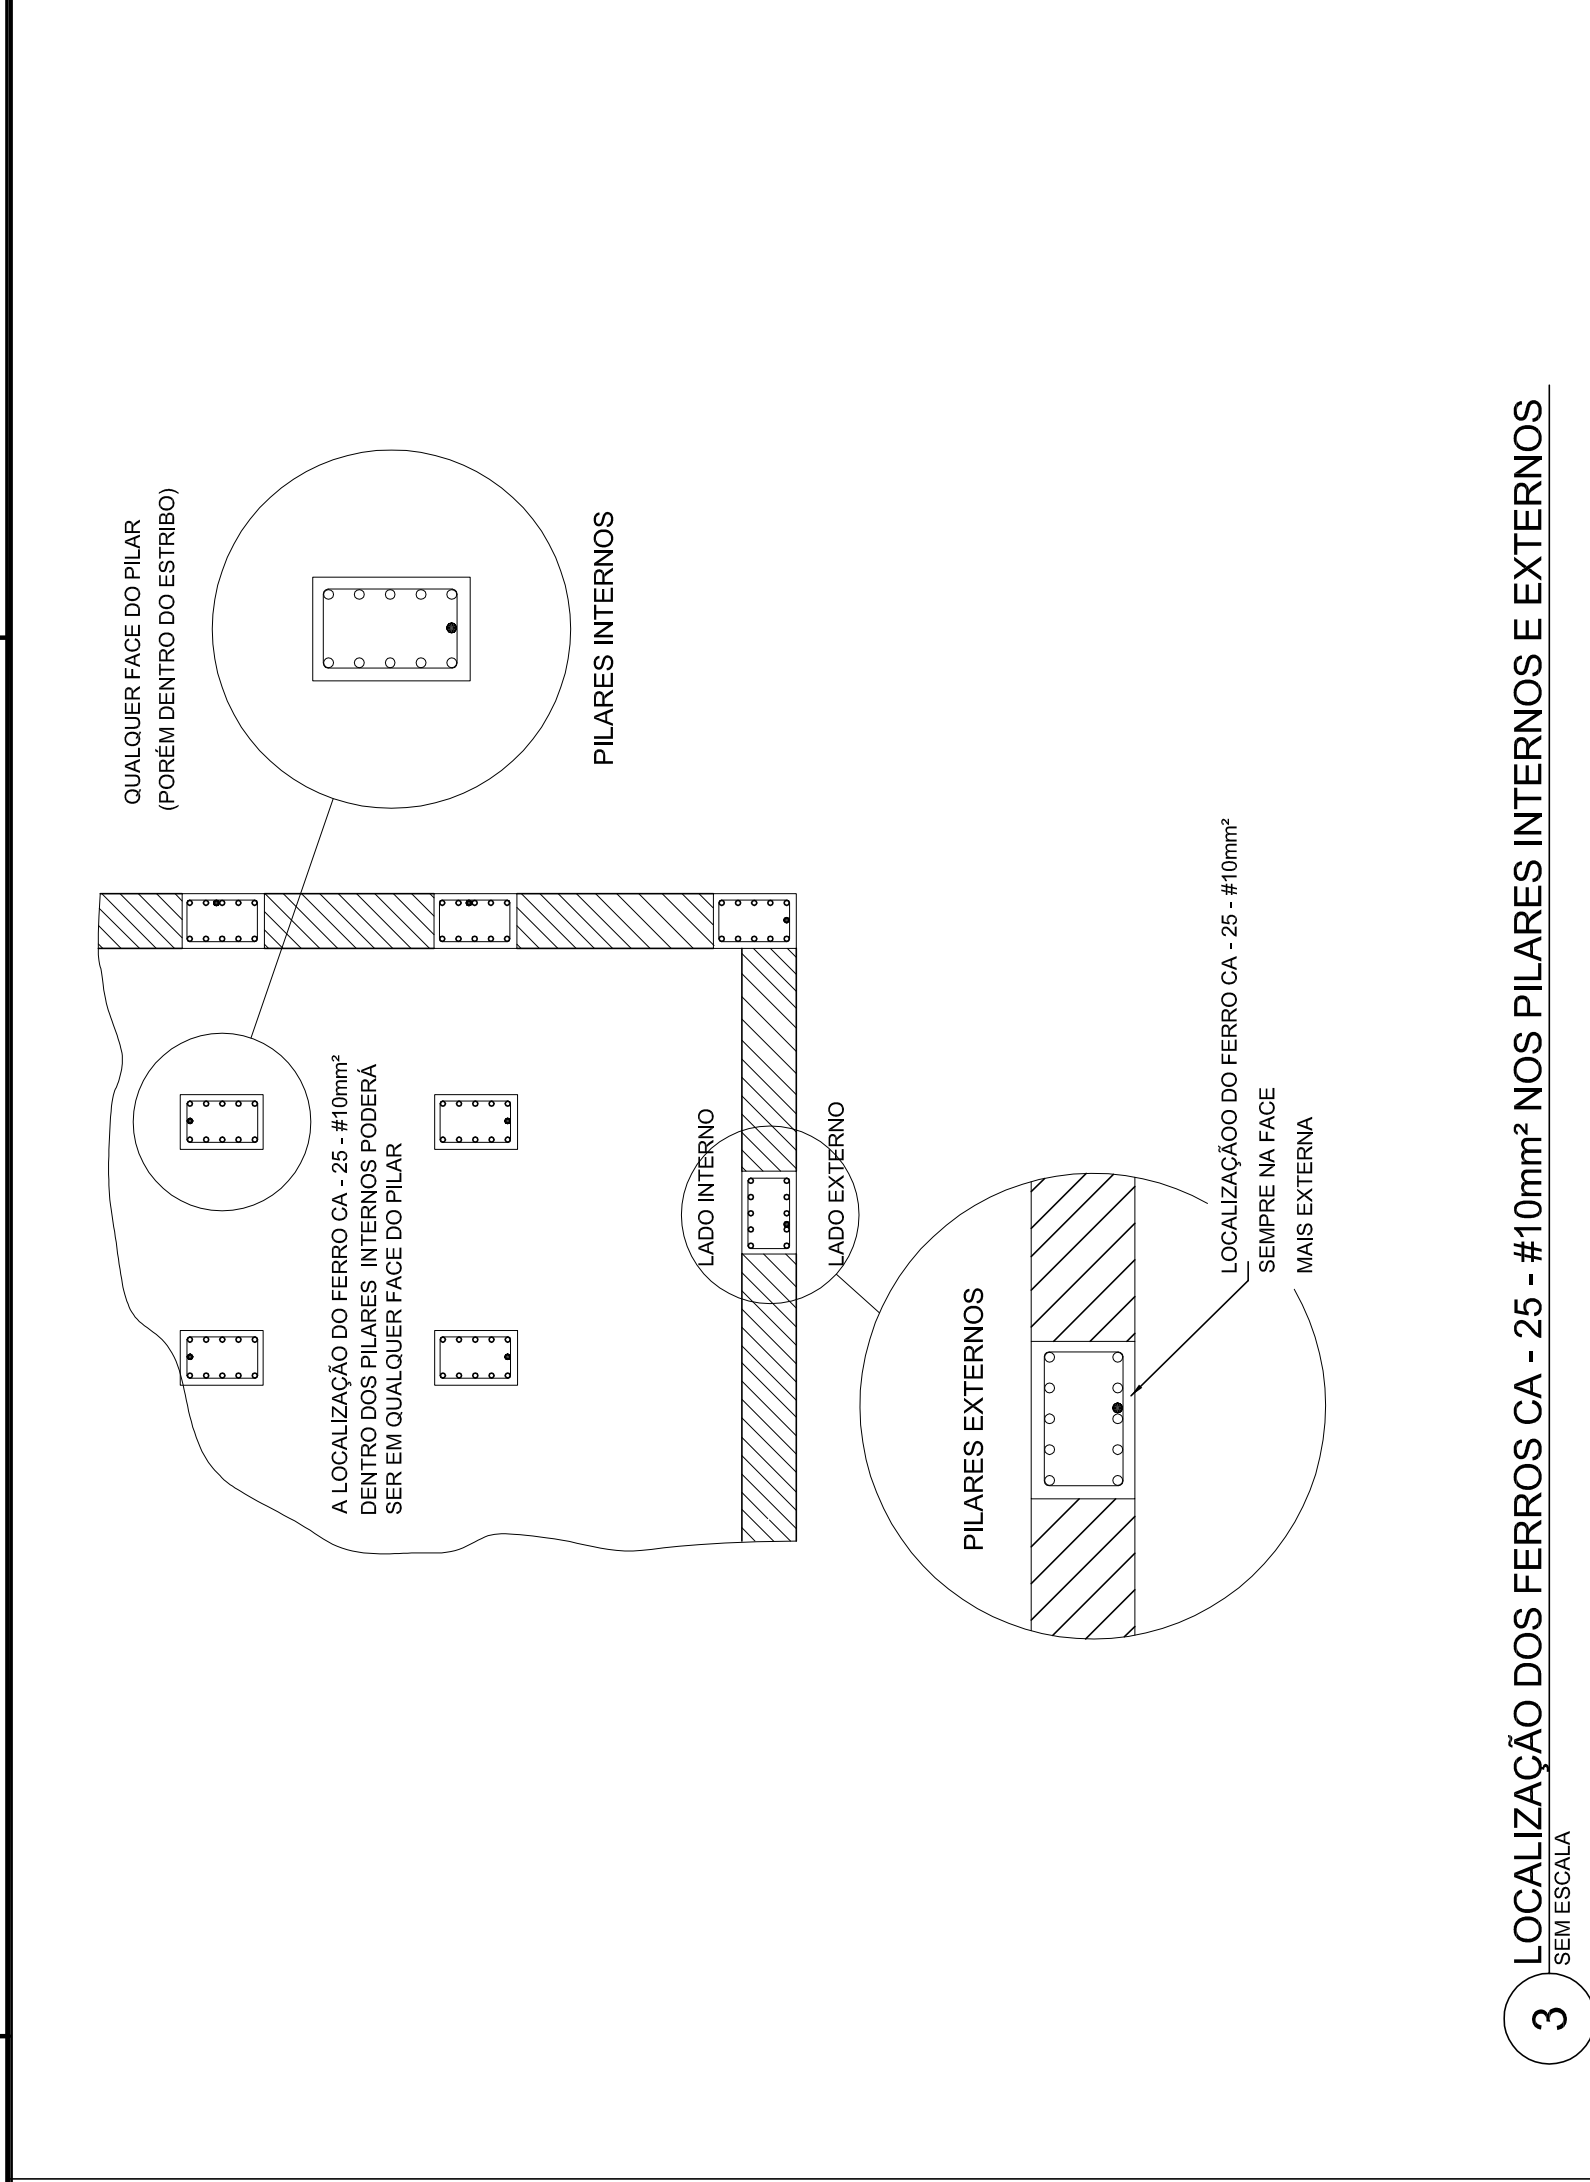 QUALQUER FACE DO PILAR
(PORÉM DENTRO DO ESTRIBO)
PILARES INTERNOS
A LOCALIZAÇÃO DO FERRO CA - 25 - #10mm²
DENTRO DOS PILARES INTERNOS PODERÁ
SER EM QUALQUER FACE DO PILAR
LADO INTERNO
LADO EXTERNO
PILARES EXTERNOS
LOCALIZAÇÃOO DO FERRO CA - 25 - #10mm²
SEMPRE NA FACE
MAIS EXTERNA
3
LOCALIZAÇÃO DOS FERROS CA - 25 - #10mm² NOS PILARES INTERNOS E EXTERNOS
SEM ESCALA